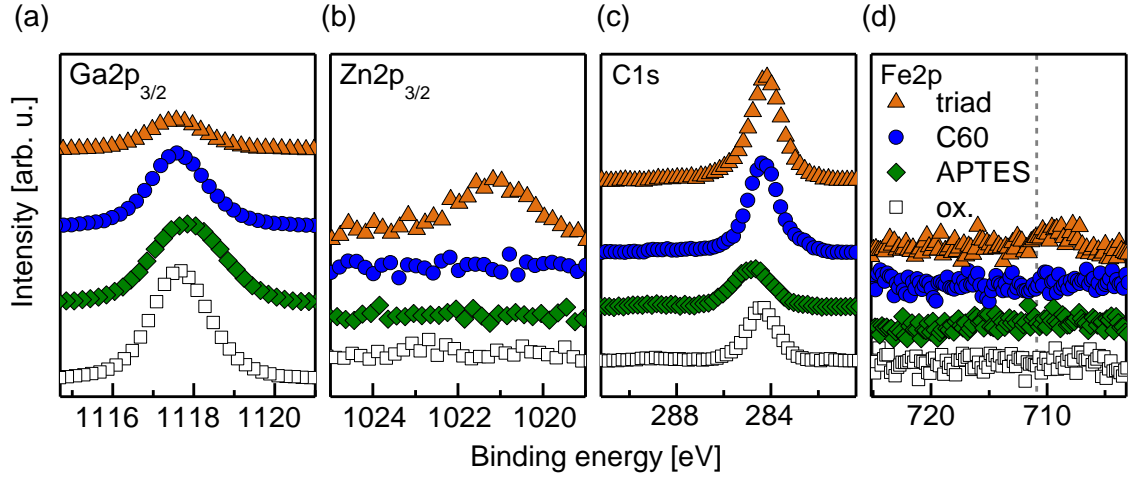 (a) (b) (c) (d)
Ga2p3/2 Zn2p3/2 C1s Fe2p
triad
C60
APTES
ox.
Intensity [arb. u.]
1116 1118 1120 1024 1022 1020 288 284 720 710
Binding energy [eV]